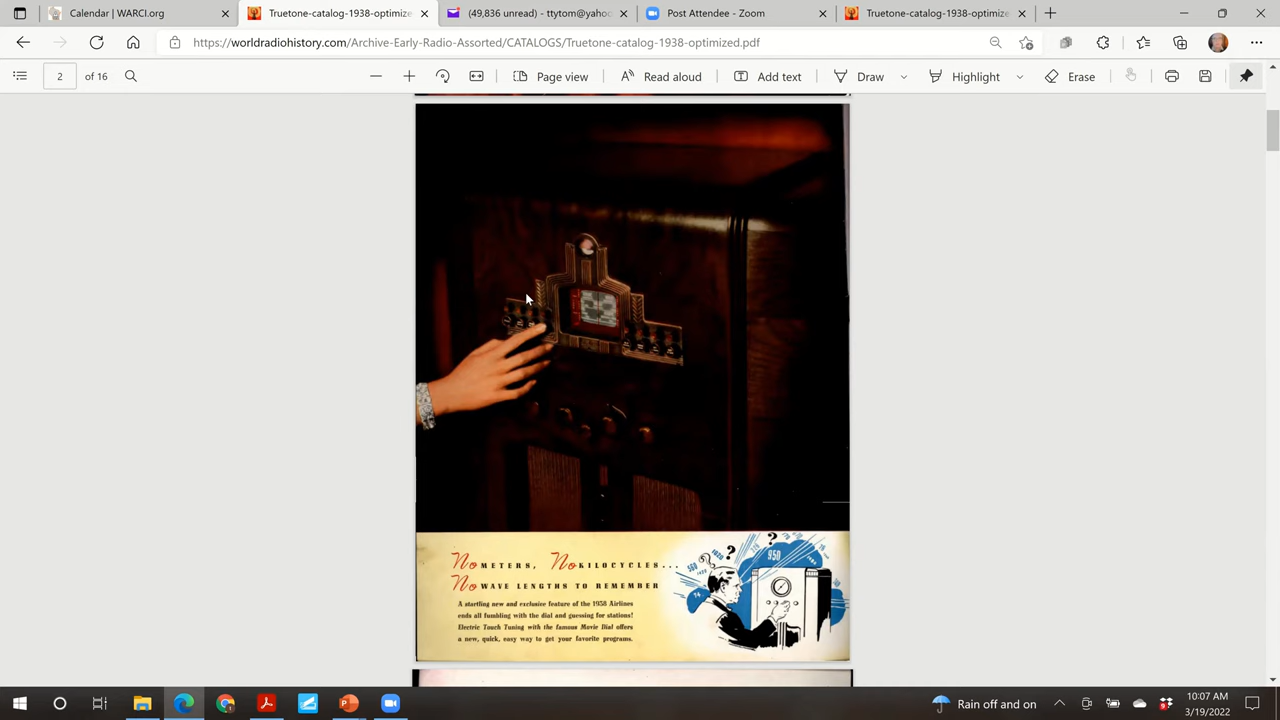 Calendar | WARCI.org
Truetone-catalog-1938-optimize
(49,836 unread) - ttytom@yahoo
Post Attendee - Zoom
Truetone-catalog-1938-optimize
https://worldradiohistory.com/Archive-Early-Radio-Assorted/CATALOGS/Truetone-catalog-1938-optimized.pdf
2 of 16
Page view
Read aloud
Add text
Draw
Highlight
Erase
No METERS, No KILOCYCLES...
No WAVE LENGTHS TO REMEMBER
A startling new and exclusive feature of the 1938 Airlines
ends all fumbling with the dial and guessing for stations!
Electric Touch Tuning with the famous Movie Dial offers
a new, quick, easy way to get your favorite programs.
? ?
950
560
Rain off and on
10:07 AM
3/19/2022